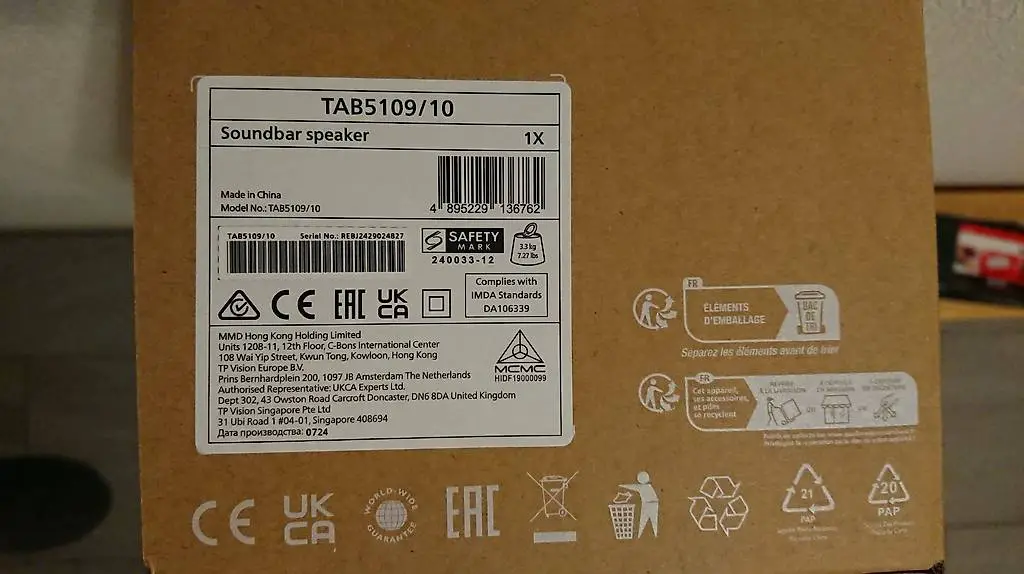 TAB5109/10
Soundbar speaker
1X
4 895229 136762
Made in China
Model No.: TAB5109/10
TAB5109/10 Serial No.: REBJ2429024827
SAFETY
MARK
240033-12
3.3 kg
7.27 lbs
CE EAC UK
CA
Complies with
IMDA Standards
DA106339
MMD Hong Kong Holding Limited
Units 1208-11, 12th Floor, C-Bons International Center
108 Wai Yip Street, Kwun Tong, Kowloon, Hong Kong
TP Vision Europe B.V.
Prins Bernhardplein 200, 1097 JB Amsterdam The Netherlands
Authorised Representative: UKCA Experts Ltd.
Dept 302, 43 Owston Road Carcroft Doncaster, DN6 8DA United Kingdom
TP Vision Singapore Pte Ltd
31 Ubi Road 1 #04-01, Singapore 408694
Дата производства: 0724
MCMC
HIDF19000099
FR
ÉLÉMENTS
D'EMBALLAGE
BAC
DE
TRI
Séparez les éléments avant de trier
FR
Cet appareil,
ses accessoires,
et piles
se recyclent
CE
UK
CA
WORLD-WIDE
GUARANTEE
EAC
21
PAP
20
PAP